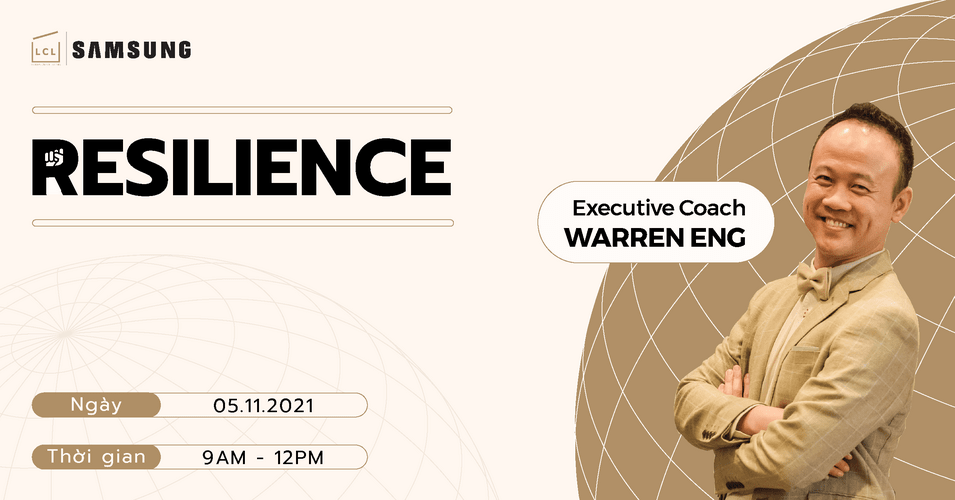 LCL SAMSUNG
RESILIENCE
Executive Coach
WARREN ENG
Ngày 05.11.2021
Thời gian 9AM - 12PM